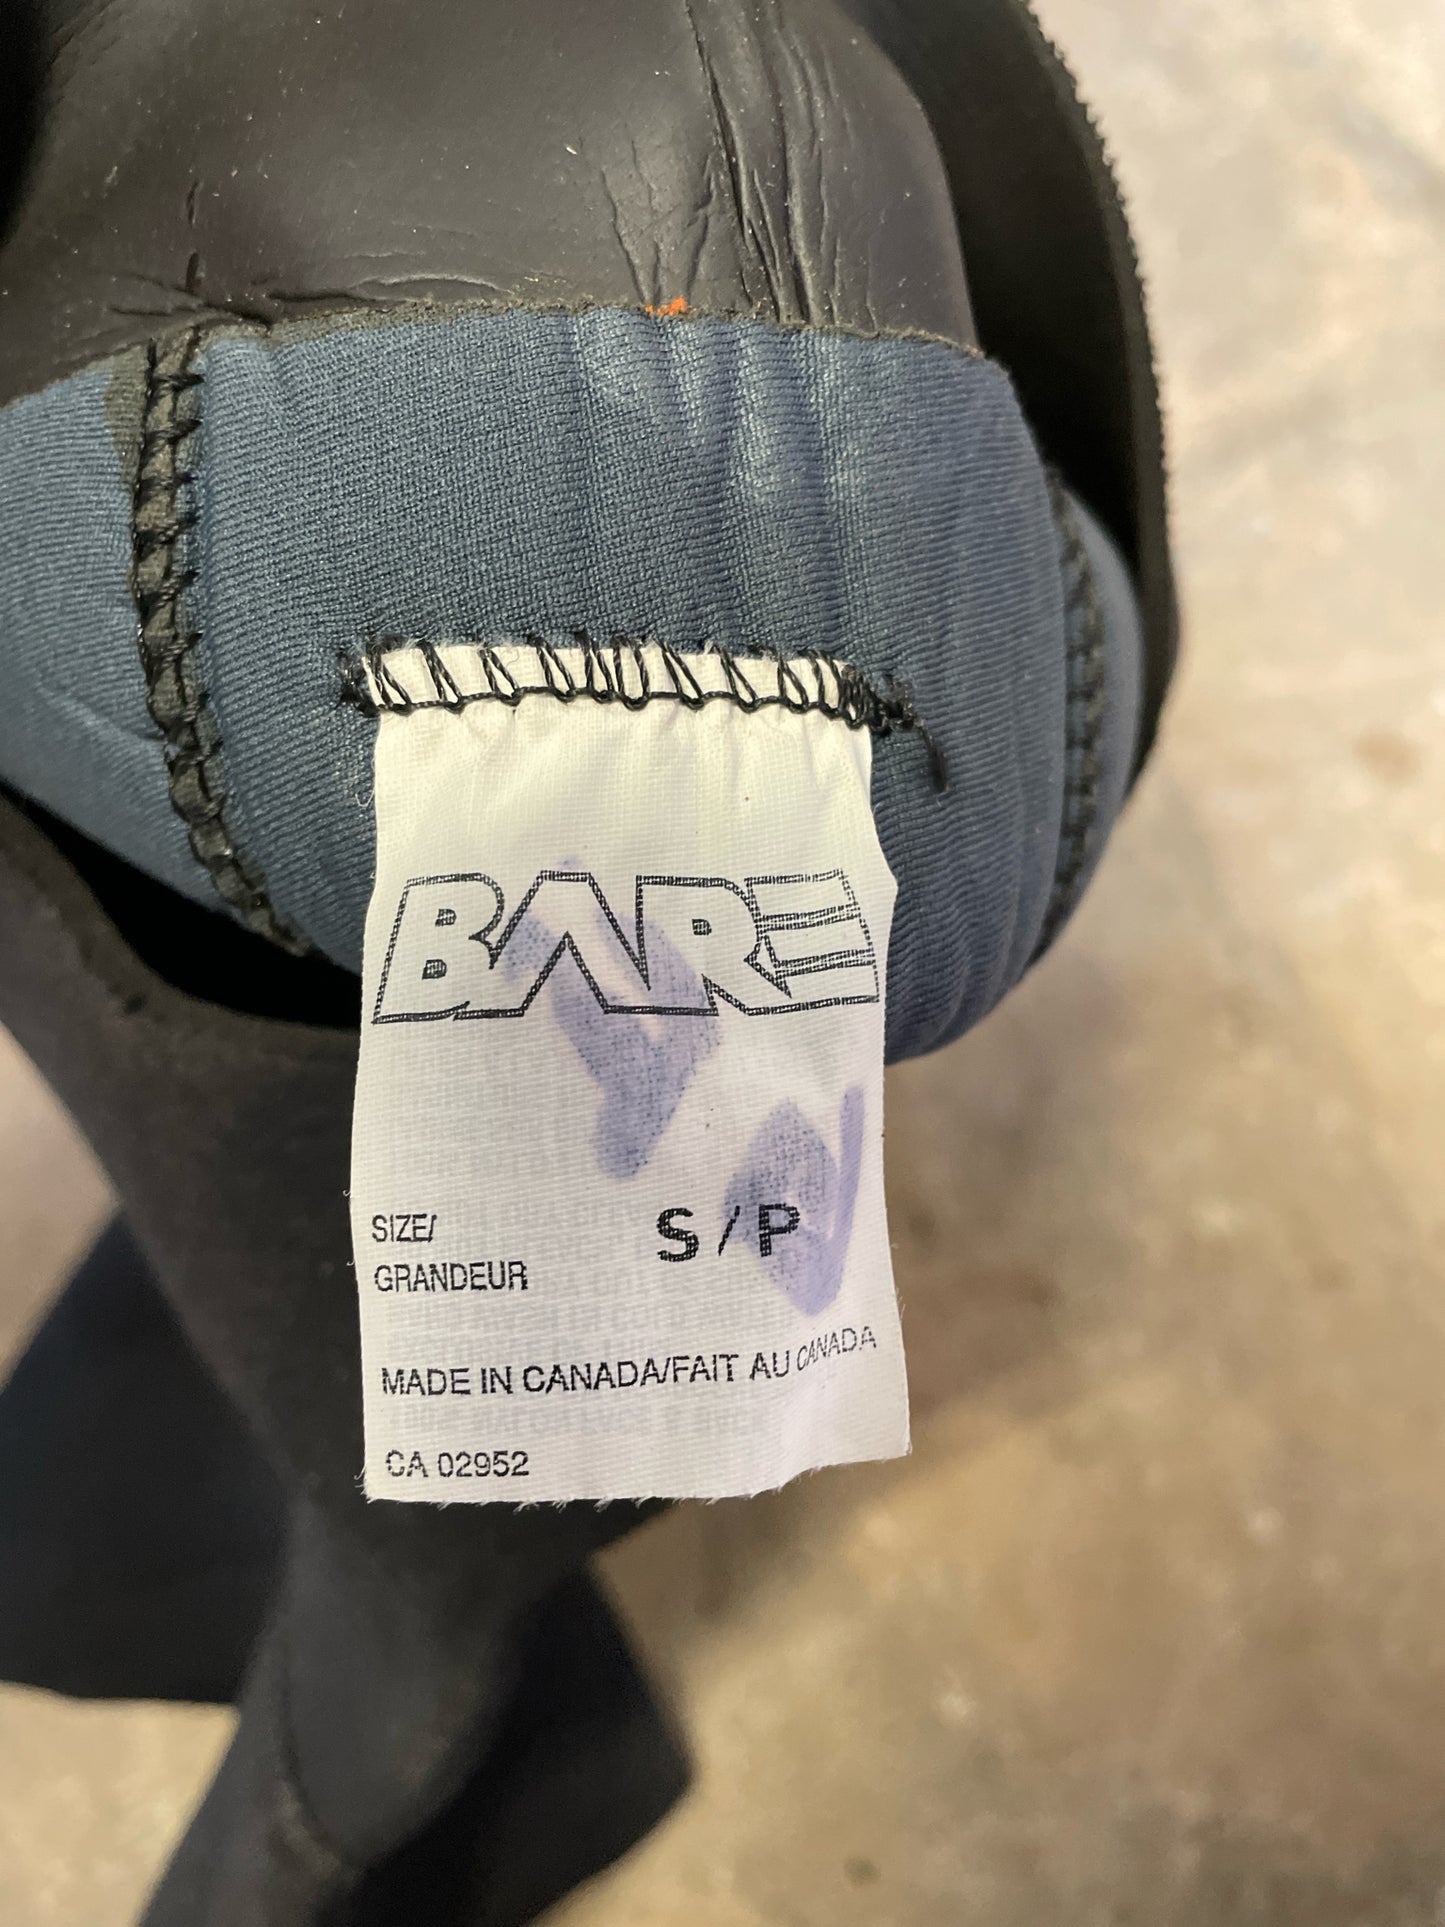 BARE
SIZE/
GRANDEUR
S/P
MADE IN CANADA/FAIT AU CANADA
CA 02952